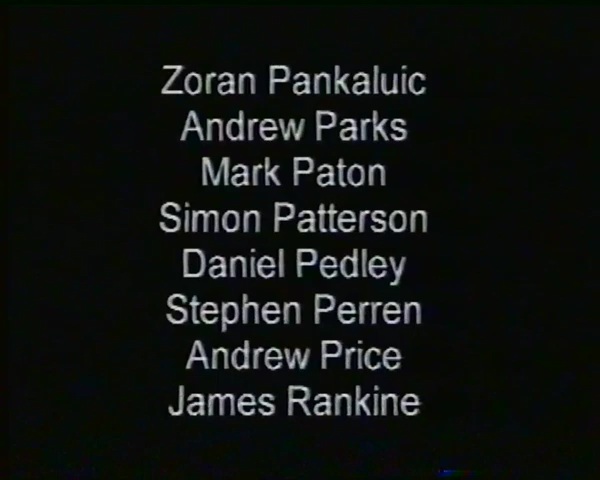 Zoran Pankaluic
Andrew Parks
Mark Paton
Simon Patterson
Daniel Pedley
Stephen Perren
Andrew Price
James Rankine